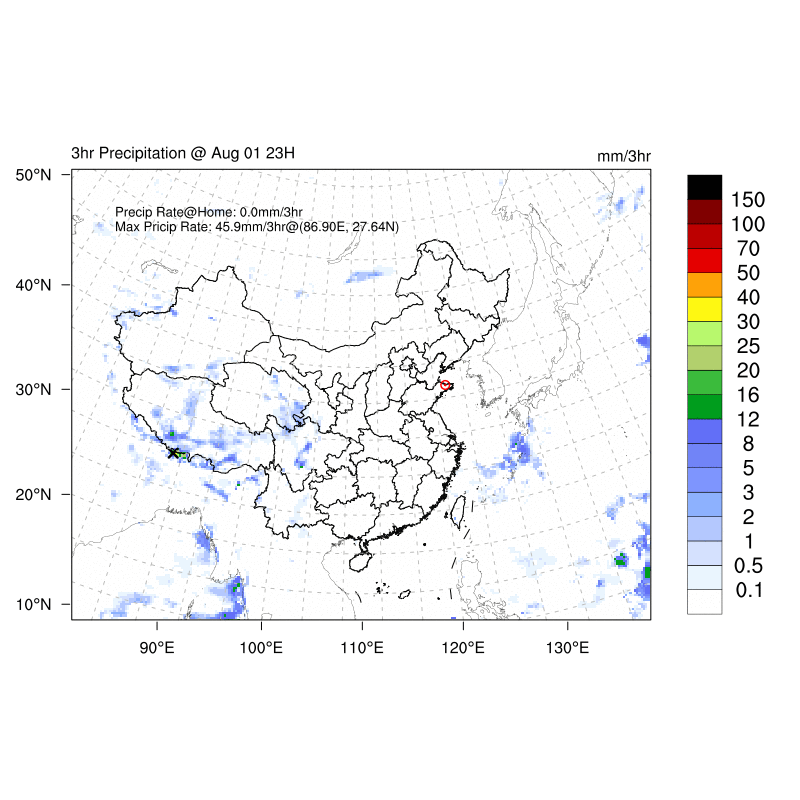 3hr Precipitation @ Aug 01 23H
mm/3hr
Precip Rate@Home: 0.0mm/3hr
Max Pricip Rate: 45.9mm/3hr@(86.90E, 27.64N)
50°N
40°N
30°N
20°N
10°N
90°E
100°E
110°E
120°E
130°E
150
100
70
50
40
30
25
20
16
12
8
5
3
2
1
0.5
0.1